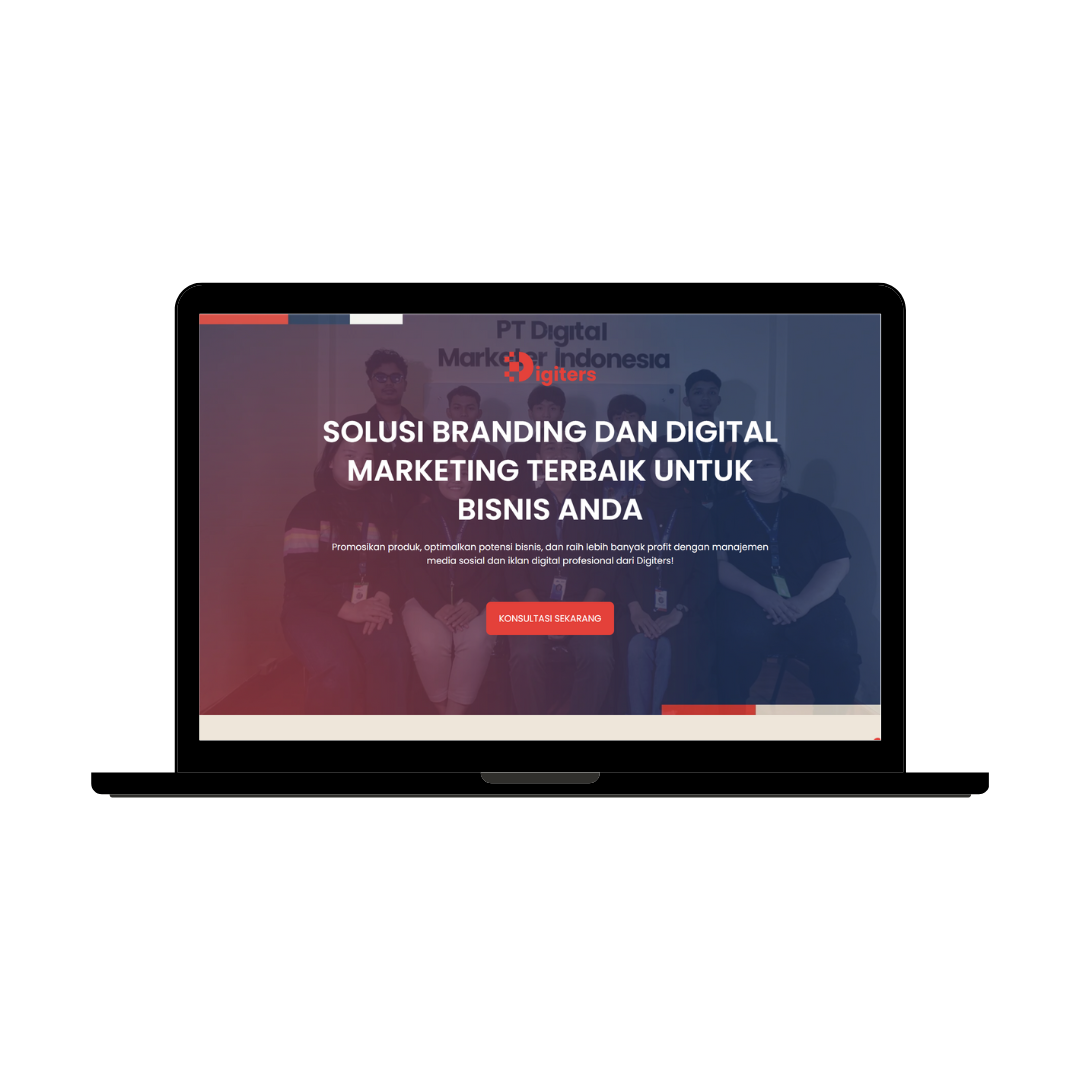 PT Digital
Marketer Indonesia
Digiters
SOLUSI BRANDING DAN DIGITAL
MARKETING TERBAIK UNTUK
BISNIS ANDA
Promosikan produk, optimalkan potensi bisnis, dan raih lebih banyak profit dengan manajemen
media sosial dan iklan digital profesional dari Digiters!
KONSULTASI SEKARANG